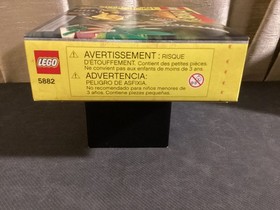 LEGO
5882
AVERTISSEMENT : RISQUE
D'ÉTOUFFEMENT. Contient des petites pièces.
Ne convient pas aux enfants de moins de 3 ans.
ADVERTENCIA:
PELIGRO DE ASFIXIA.
No recomendado para niños menores de
3 años. Contiene piezas pequeñas.